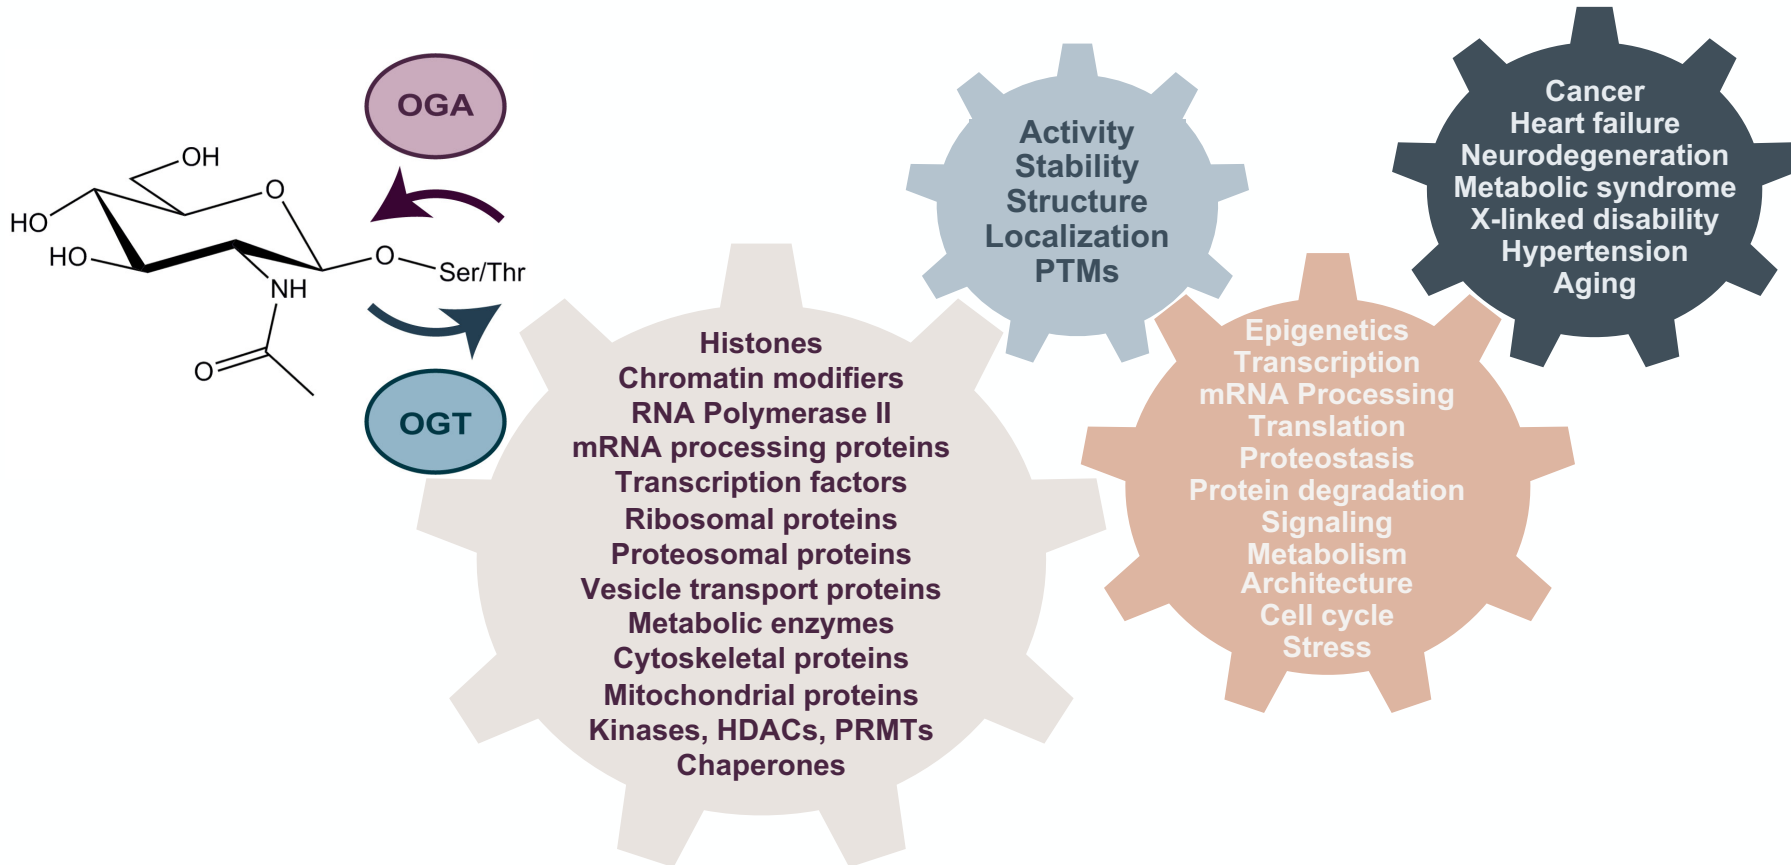 OGA
OH
O
HO
HO
O
Ser/Thr
NH
O
OGT
Histones
Chromatin modifiers
RNA Polymerase II
mRNA processing proteins
Transcription factors
Ribosomal proteins
Proteosomal proteins
Vesicle transport proteins
Metabolic enzymes
Cytoskeletal proteins
Mitochondrial proteins
Kinases, HDACs, PRMTs
Chaperones
Activity
Stability
Structure
Localization
PTMs
Epigenetics
Transcription
mRNA Processing
Translation
Proteostasis
Protein degradation
Signaling
Metabolism
Architecture
Cell cycle
Stress
Cancer
Heart failure
Neurodegeneration
Metabolic syndrome
X-linked disability
Hypertension
Aging